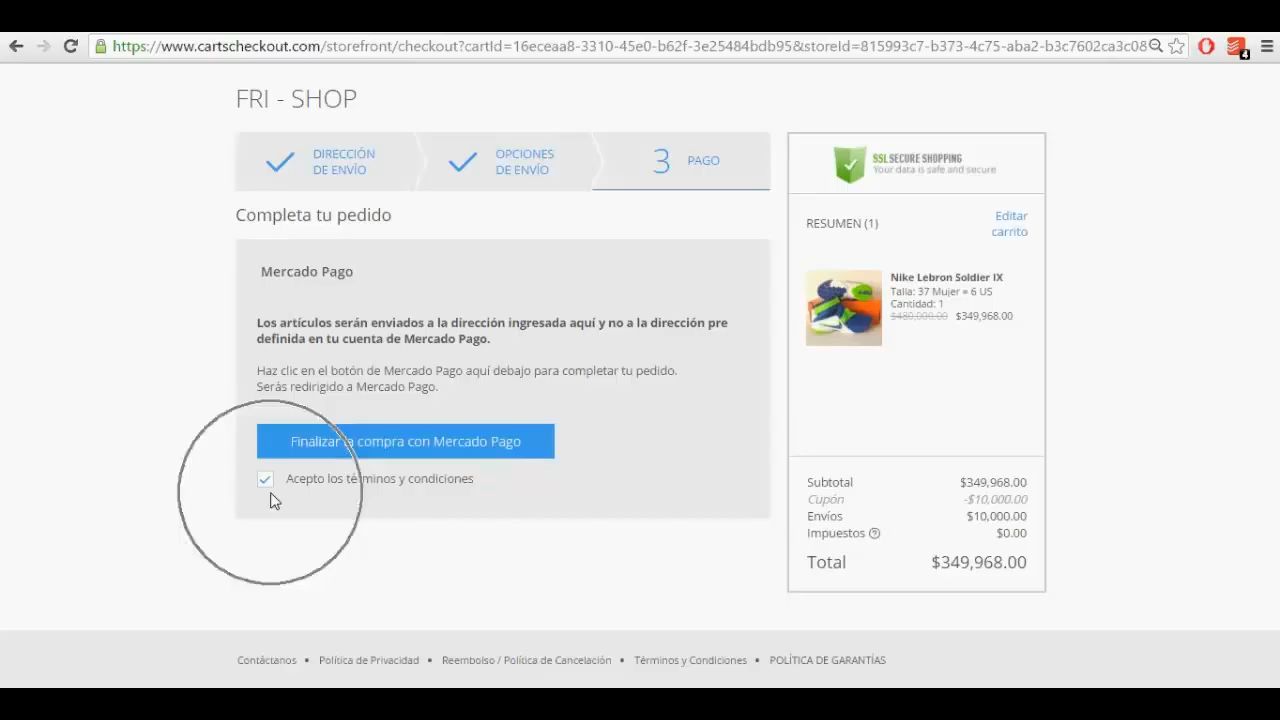 https://www.cartscheckout.com/storefront/checkout?cartId=16eceaa8-3310-45e0-b62f-3e25484bdb95&storeId=815993c7-b373-4c75-aba2-b3c7602ca3c08
4
FRI - SHOP
DIRECCIÓN
DE ENVÍO
OPCIONES
DE ENVÍO
3 PAGO
Completa tu pedido
Mercado Pago
Los artículos serán enviados a la dirección ingresada aquí y no a la dirección pre
definida en tu cuenta de Mercado Pago.
Haz clic en el botón de Mercado Pago aquí debajo para completar tu pedido.
Serás redirigido a Mercado Pago.
Finalizar la compra con Mercado Pago
Acepto los términos y condiciones
SSL SECURE SHOPPING
Your data is safe and secure
RESUMEN (1)
Editar
carrito
Nike Lebron Soldier IX
Talla: 37 Mujer = 6 US
Cantidad: 1
$480,000.00 $349,968.00
Subtotal $349,968.00
Cupón -$10,000.00
Envíos $10,000.00
Impuestos ? $0.00
Total $349,968.00
Contáctanos • Política de Privacidad • Reembolso / Política de Cancelación • Términos y Condiciones • POLÍTICA DE GARANTÍAS